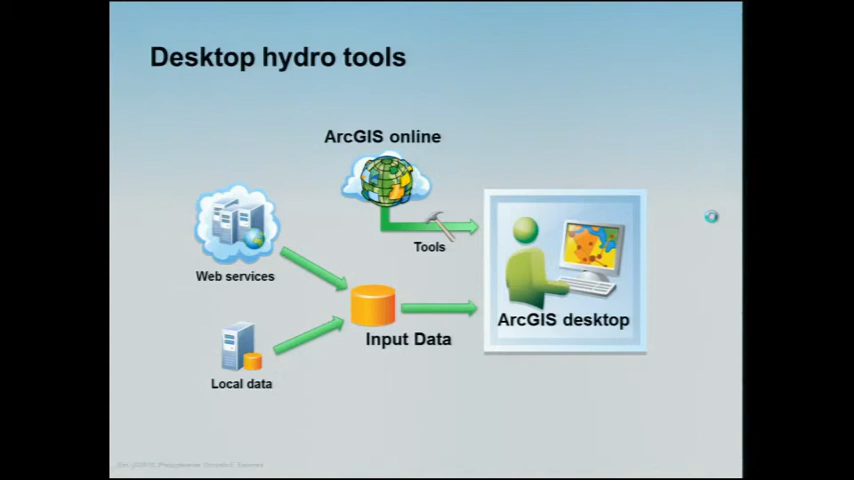 Desktop hydro tools
ArcGIS online
Tools
Web services
ArcGIS desktop
Input Data
Local data